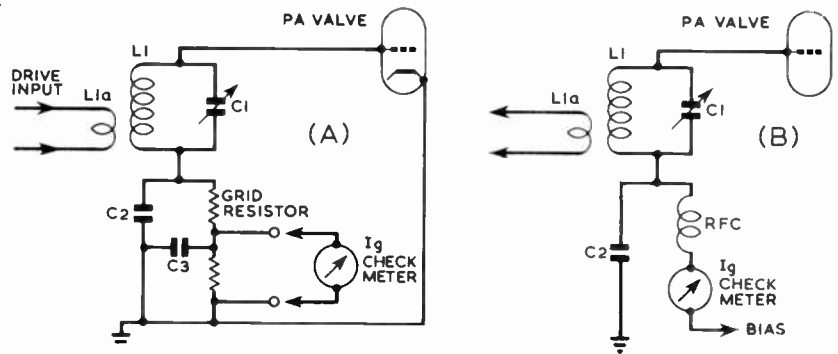 PA VALVE
L1
DRIVE
INPUT
L1a
C1
(A)
C2
GRID
RESISTOR
C3
Ig
CHECK
METER
PA VALVE
L1
L1a
C1
(B)
RFC
C2
Ig
CHECK
METER
BIAS